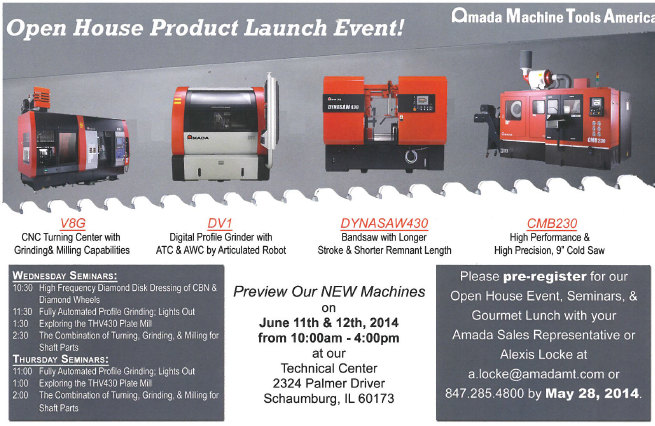 Open House Product Launch Event!
Amada Machine Tools America
AMADA
DYNASAW430
CMB230
V8G
CNC Turning Center with
Grinding& Milling Capabilities
DV1
Digital Profile Grinder with
ATC & AWC by Articulated Robot
DYNASAW430
Bandsaw with Longer
Stroke & Shorter Remnant Length
CMB230
High Performance &
High Precision, 9" Cold Saw
WEDNESDAY SEMINARS:
10:30 High Frequency Diamond Disk Dressing of CBN &
Diamond Wheels
11:30 Fully Automated Profile Grinding; Lights Out
1:30 Exploring the THV430 Plate Mill
2:30 The Combination of Turning, Grinding, & Milling for
Shaft Parts
THURSDAY SEMINARS:
11:00 Fully Automated Profile Grinding; Lights Out
1:00 Exploring the THV430 Plate Mill
2:00 The Combination of Turning, Grinding, & Milling for
Shaft Parts
Preview Our NEW Machines
on
June 11th & 12th, 2014
from 10:00am - 4:00pm
at our
Technical Center
2324 Palmer Driver
Schaumburg, IL 60173
Please pre-register for our
Open House Event, Seminars, &
Gourmet Lunch with your
Amada Sales Representative or
Alexis Locke at
a.locke@amadamt.com or
847.285.4800 by May 28, 2014.